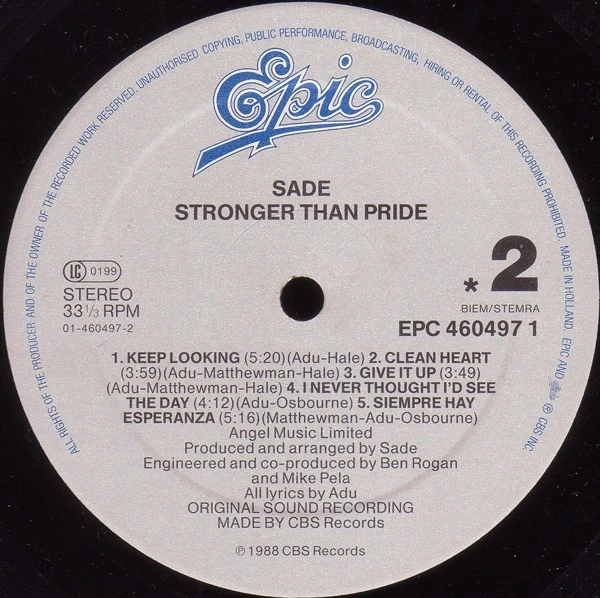 ALL RIGHTS OF THE PRODUCER AND OF THE OWNER OF THE RECORDED WORK RESERVED. UNAUTHORISED COPYING, PUBLIC PERFORMANCE, BROADCASTING, HIRING OR RENTAL OF THIS RECORDING PROHIBITED. MADE IN HOLLAND. EPIC AND Epic ® CBS INC.
Epic
SADE
STRONGER THAN PRIDE
LC 0199
STEREO
33 1/3 RPM
01-460497-2
* 2
BIEM/STEMRA
EPC 460497 1
1. KEEP LOOKING (5:20)(Adu-Hale) 2. CLEAN HEART
(3:59)(Adu-Matthewman-Hale) 3. GIVE IT UP (3:49)
(Adu-Matthewman-Hale) 4. I NEVER THOUGHT I'D SEE
THE DAY (4:12)(Adu-Osbourne) 5. SIEMPRE HAY
ESPERANZA (5:16)(Matthewman-Adu-Osbourne)
Angel Music Limited
Produced and arranged by Sade
Engineered and co-produced by Ben Rogan
and Mike Pela
All lyrics by Adu
ORIGINAL SOUND RECORDING
MADE BY CBS Records
℗ 1988 CBS Records